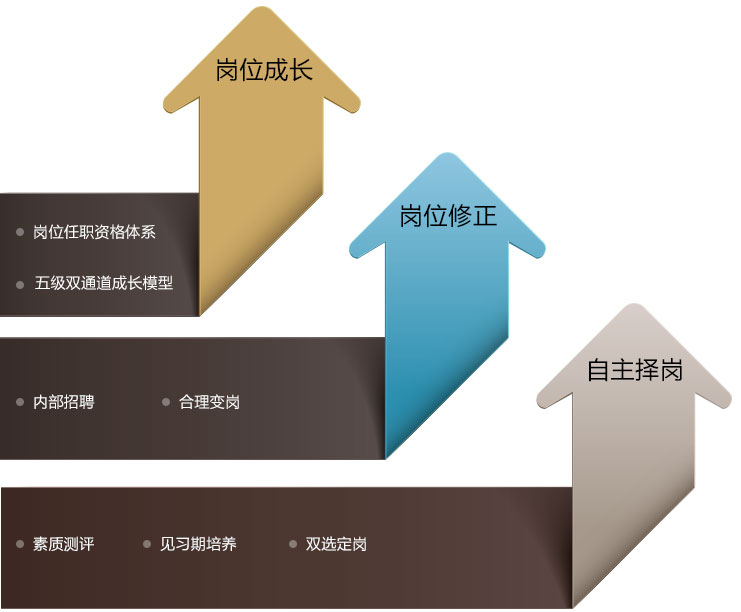 岗位成长
岗位任职资格体系
五级双通道成长模型
岗位修正
内部招聘
合理变岗
自主择岗
素质测评
见习期培养
双选定岗